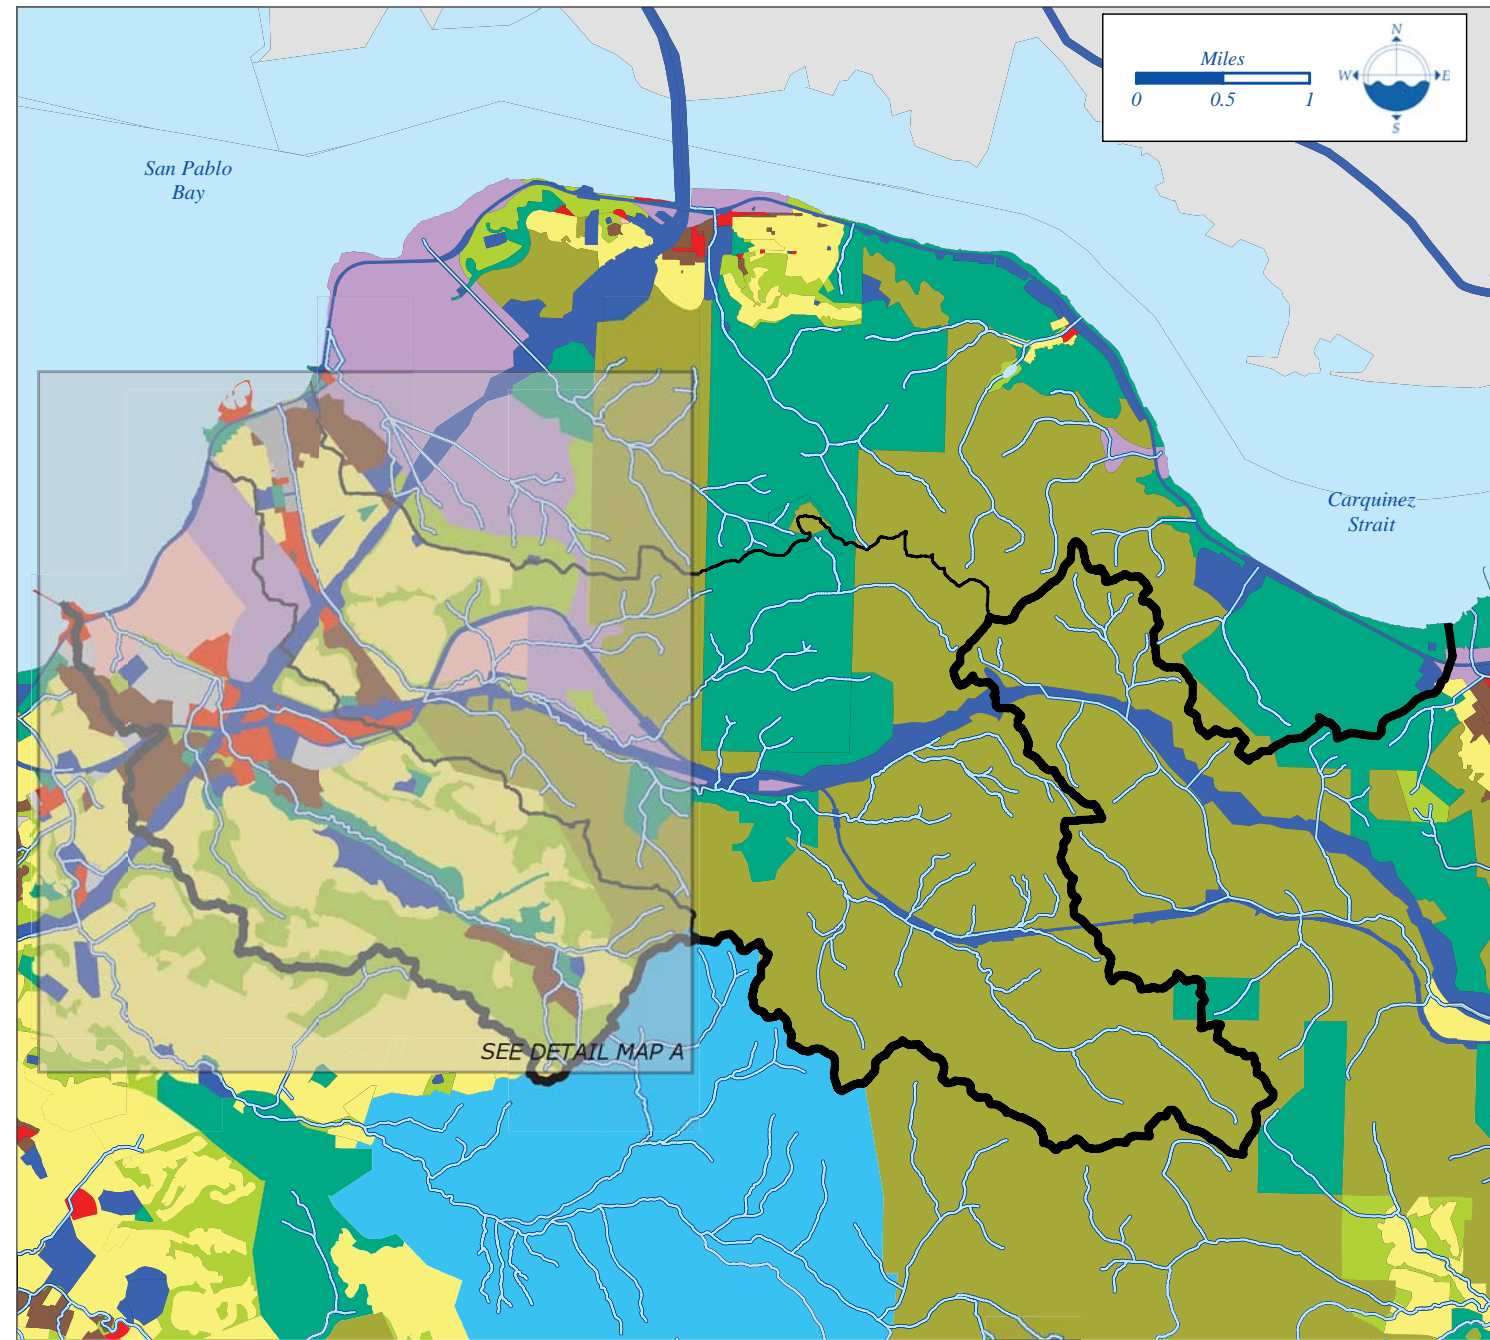 N
Miles
W
E
0
0.5
1
S
San Pablo
Bay
Carquinez
Strait
SEE DETAIL MAP A